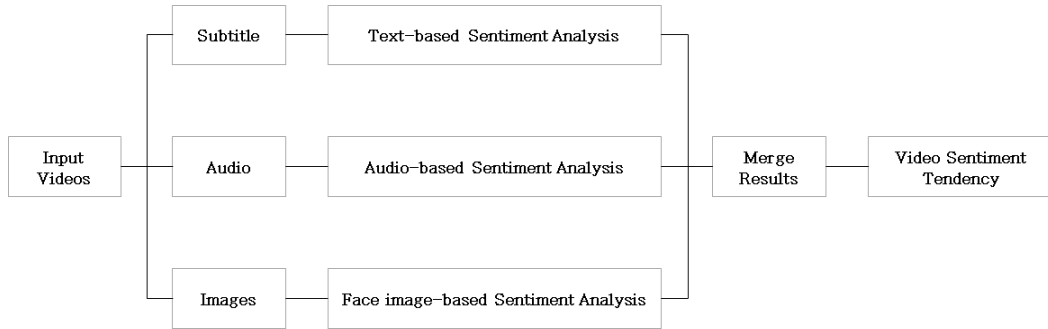 Subtitle
Text-based Sentiment Analysis
Input
Videos
Audio
Audio-based Sentiment Analysis
Merge
Results
Video Sentiment
Tendency
Images
Face image-based Sentiment Analysis